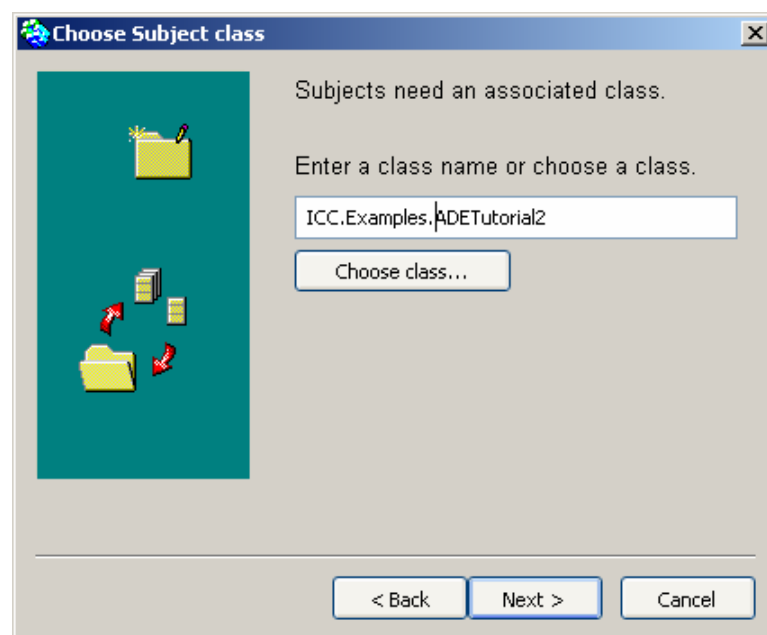 Choose Subject class
Subjects need an associated class.
Enter a class name or choose a class.
ICC.Examples.ADETutorial2
Choose class...
< Back Next > Cancel